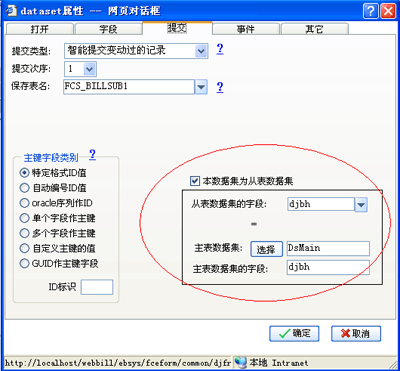 dataset属性 -- 网页对话框
打开 字段 提交 事件 其它
提交类型: 智能提交变动过的记录 ?
提交次序: 1
保存表名: FCS_BILLSUB1 ?
主键字段类别 ?
特定格式ID值
自动编号ID值
oracle序列作ID
单个字段作主键
多个字段作主键
自定义主键的值
GUID作主键字段
ID标识
本数据集为从表数据集
从表数据集的字段: djbh
=
主表数据集: 选择 DsMain
主表数据集的字段: djbh
确定 取消
http://localhost/webbill/ebsys/fceform/common/djfr 本地 Intranet